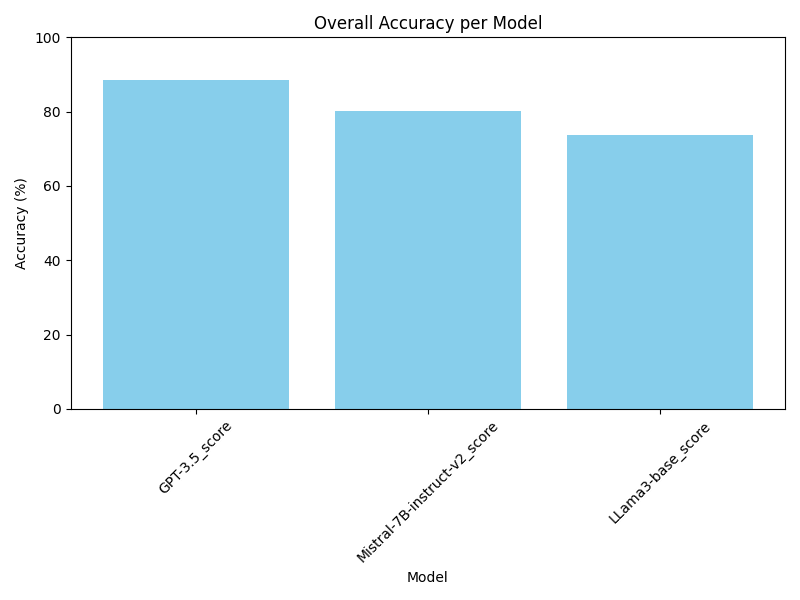 Overall Accuracy per Model
Accuracy (%)
100
80
60
40
20
0
GPT-3.5_score
Mistral-7B-instruct-v2_score
LLama3-base_score
Model